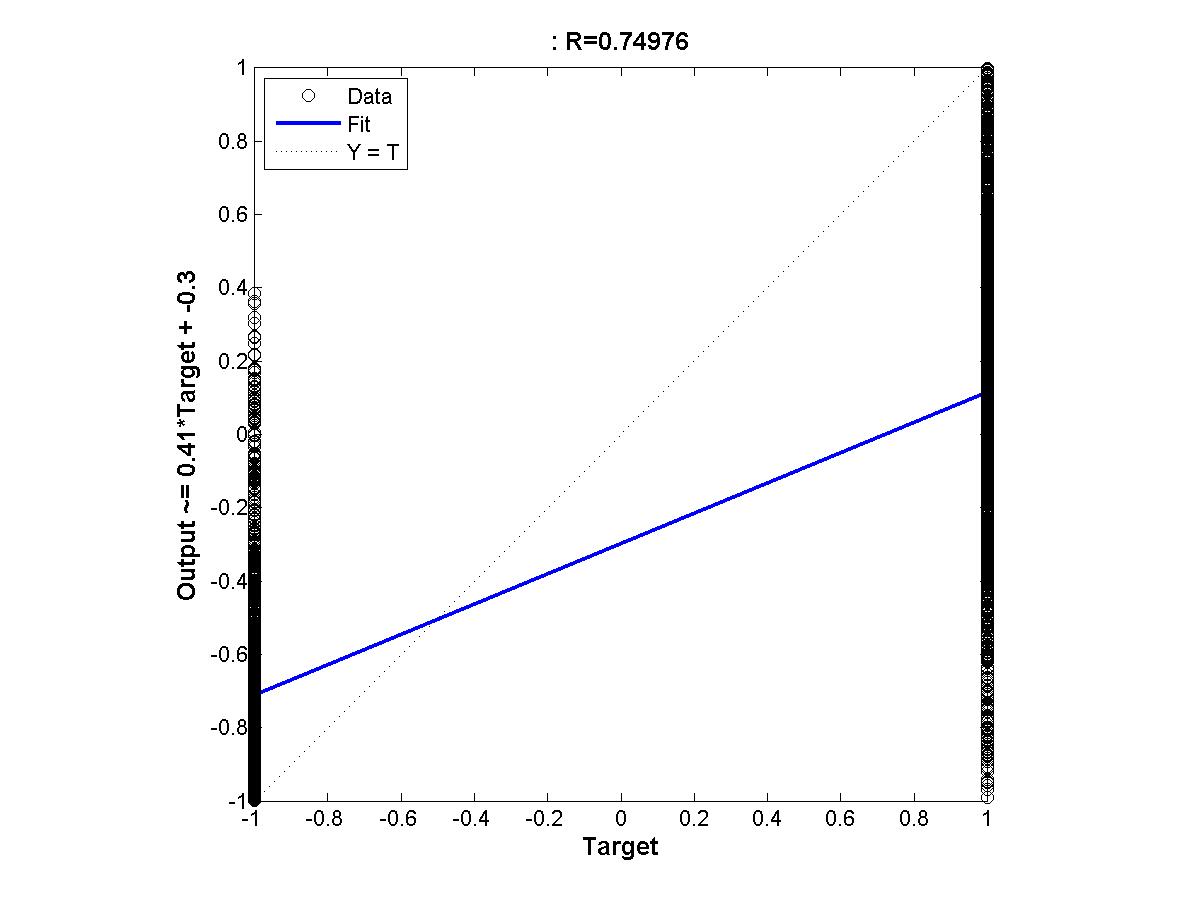 : R=0.74976
Data
Fit
Y = T
1
0.8
0.6
0.4
0.2
0
-0.2
-0.4
-0.6
-0.8
-1
Output ~= 0.41*Target + -0.3
-1 -0.8 -0.6 -0.4 -0.2 0 0.2 0.4 0.6 0.8 1
Target